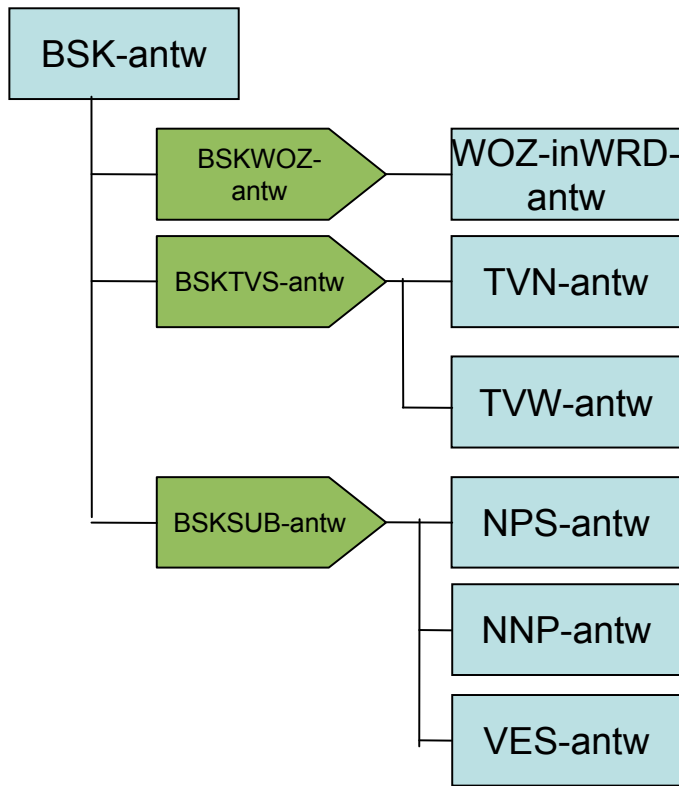 BSK-antw
BSKWOZ-
antw
WOZ-inWRD-
antw
BSKTVS-antw
TVN-antw
TVW-antw
BSKSUB-antw
NPS-antw
NNP-antw
VES-antw